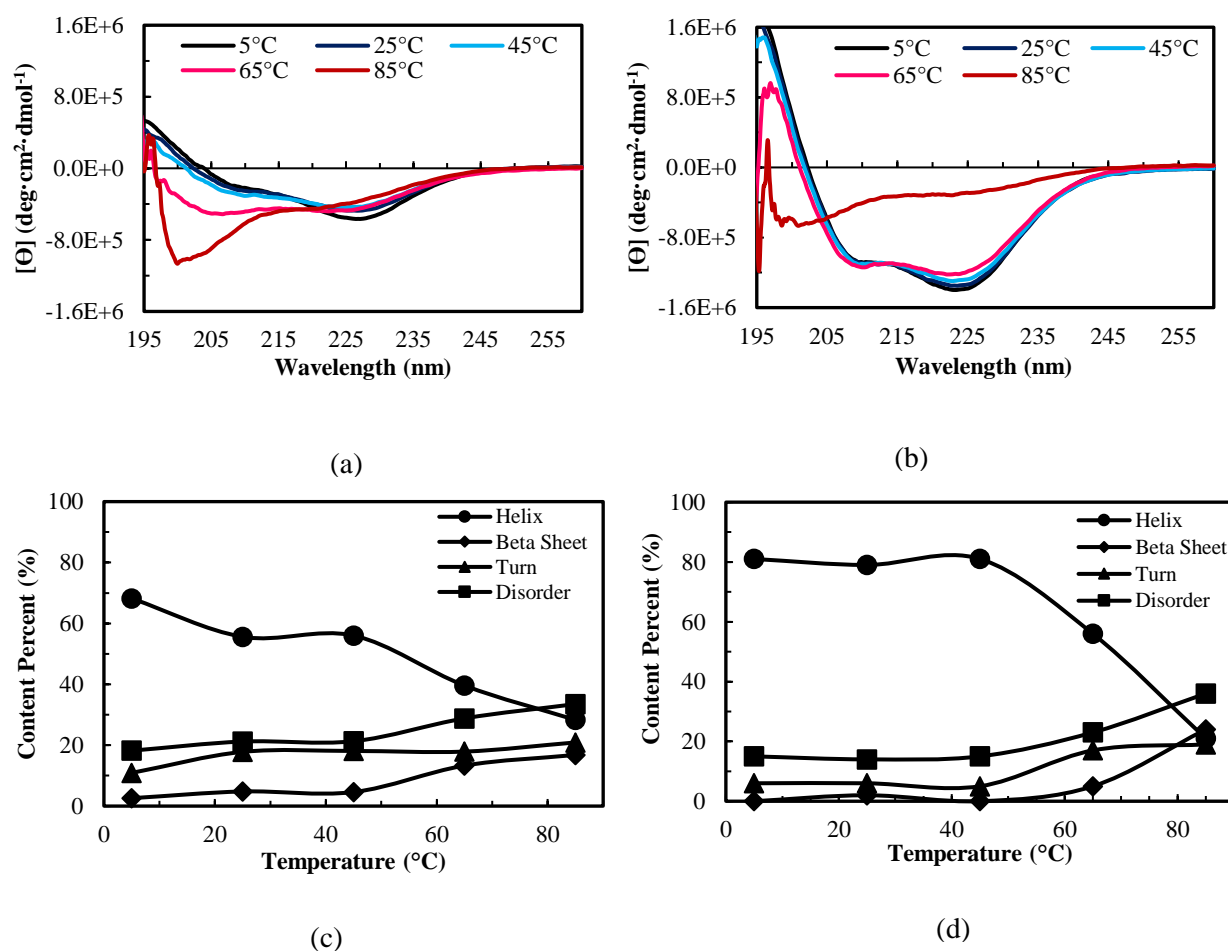 1.6E+6
8.0E+5
0.0E+0
-8.0E+5
-1.6E+6
[Θ] (deg·cm²·dmol⁻¹)
5°C 25°C 45°C
65°C 85°C
195 205 215 225 235 245 255
Wavelength (nm)
(a)
1.6E+6
8.0E+5
0.0E+0
-8.0E+5
-1.6E+6
[Θ] (deg·cm²·dmol⁻¹)
5°C 25°C 45°C
65°C 85°C
195 205 215 225 235 245 255
Wavelength (nm)
(b)
100
80
60
40
20
0
Content Percent (%)
Helix
Beta Sheet
Turn
Disorder
0 20 40 60 80
Temperature (°C)
(c)
100
80
60
40
20
0
Content Percent (%)
Helix
Beta Sheet
Turn
Disorder
0 20 40 60 80
Temperature (°C)
(d)